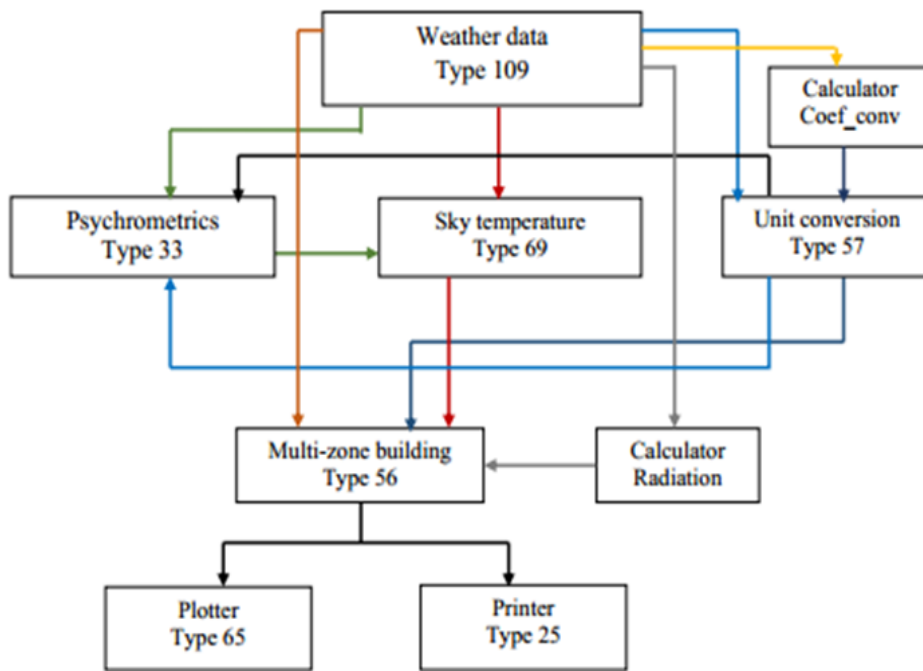 Weather data
Type 109
Calculator
Coef_conv
Psychrometrics
Type 33
Sky temperature
Type 69
Unit conversion
Type 57
Multi-zone building
Type 56
Calculator
Radiation
Plotter
Type 65
Printer
Type 25